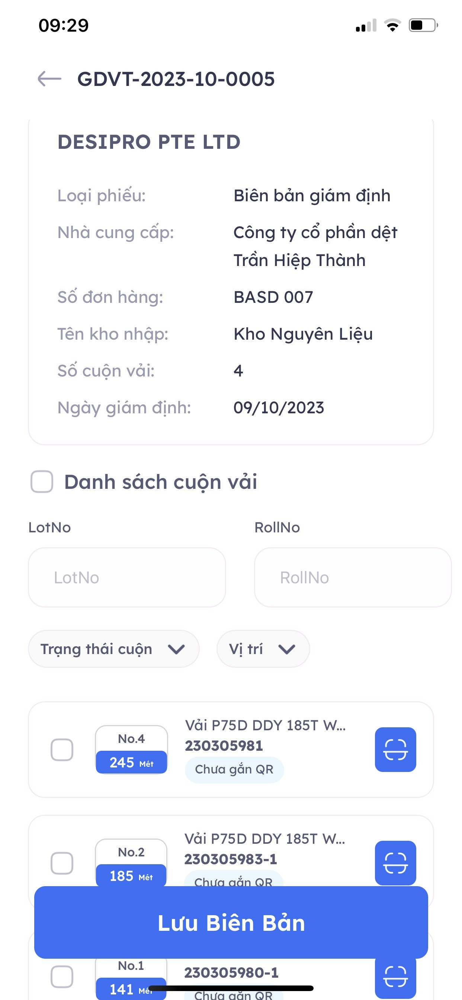 09:29
GDVT-2023-10-0005
DESIPRO PTE LTD
Loại phiếu: Biên bản giám định
Nhà cung cấp: Công ty cổ phần dệt
Trần Hiệp Thành
Số đơn hàng: BASD 007
Tên kho nhập: Kho Nguyên Liệu
Số cuộn vải: 4
Ngày giám định: 09/10/2023
Danh sách cuộn vải
LotNo RollNo
LotNo RollNo
Trạng thái cuộn Vị trí
Vải P75D DDY 185T W...
No.4
230305981
245 Mét
Chưa gắn QR
Vải P75D DDY 185T W...
No.2
230305983-1
185 Mét
Chưa gắn QR
Lưu Biên Bản
No.1
230305980-1
141 Mét
Chưa gắn QR